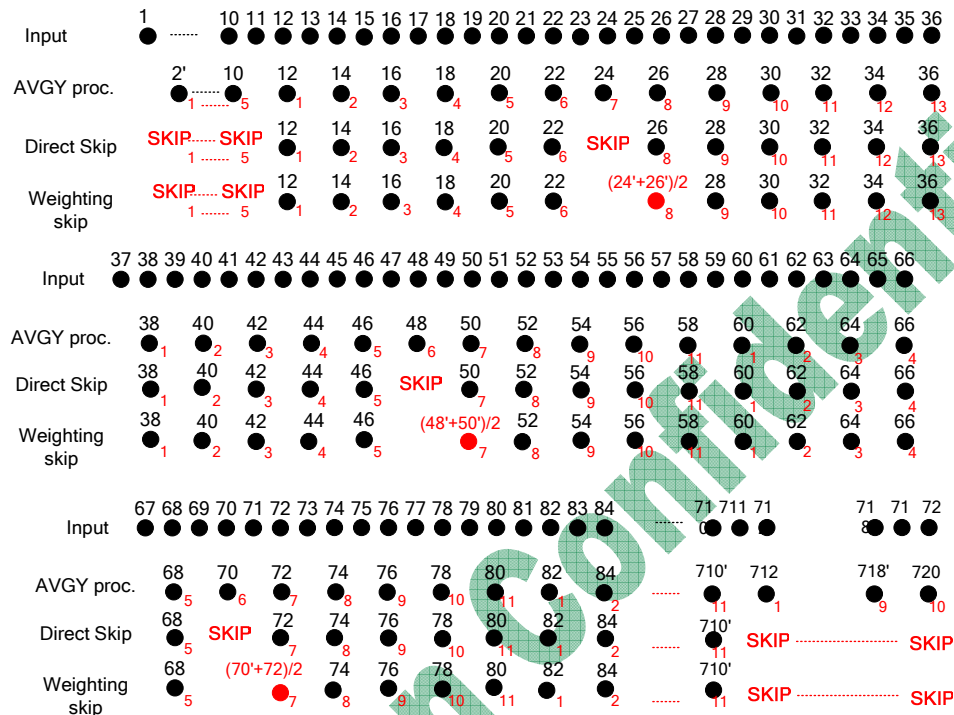 1 10 11 12 13 14 15 16 17 18 19 20 21 22 23 24 25 26 27 28 29 30 31 32 33 34 35 36
Input ........
2' 10 12 14 16 18 20 22 24 26 28 30 32 34 36
AVGY proc. ........
1 ........ 5 1 2 3 4 5 6 7 8 9 10 11 12 13
12 14 16 18 20 22 26 28 30 32 34 36
Direct Skip SKIP ........ SKIP SKIP
1 ........ 5 1 2 3 4 5 6 8 9 10 11 12 13
12 14 16 18 20 22 (24'+26')/2 28 30 32 34 36
Weighting skip SKIP ........ SKIP
1 ........ 5 1 2 3 4 5 6 8 9 10 11 12 13
37 38 39 40 41 42 43 44 45 46 47 48 49 50 51 52 53 54 55 56 57 58 59 60 61 62 63 64 65 66
Input
38 40 42 44 46 48 50 52 54 56 58 60 62 64 66
AVGY proc.
1 2 3 4 5 6 7 8 9 10 11 1 2 3 4
38 40 42 44 46 50 52 54 56 58 60 62 64 66
Direct Skip SKIP
1 2 3 4 5 7 8 9 10 11 1 2 3 4
38 40 42 44 46 (48'+50')/2 52 54 56 58 60 62 64 66
Weighting skip
1 2 3 4 5 7 8 9 10 11 1 2 3 4
67 68 69 70 71 72 73 74 75 76 77 78 79 80 81 82 83 84 71 711 71 71 71 72
Input ........ 0 8
68 70 72 74 76 78 80 82 84 710' 712 718' 720
AVGY proc. ........
5 6 7 8 9 10 11 1 2 11 1 9 10
68 72 74 76 78 80 82 84 710'
Direct Skip SKIP ........ SKIP ........ SKIP
5 7 8 9 10 11 1 2 11
68 (70'+72)/2 74 76 78 80 82 84 710'
Weighting skip ........ SKIP ........ SKIP
5 7 8 9 10 11 1 2 11
Confidenti